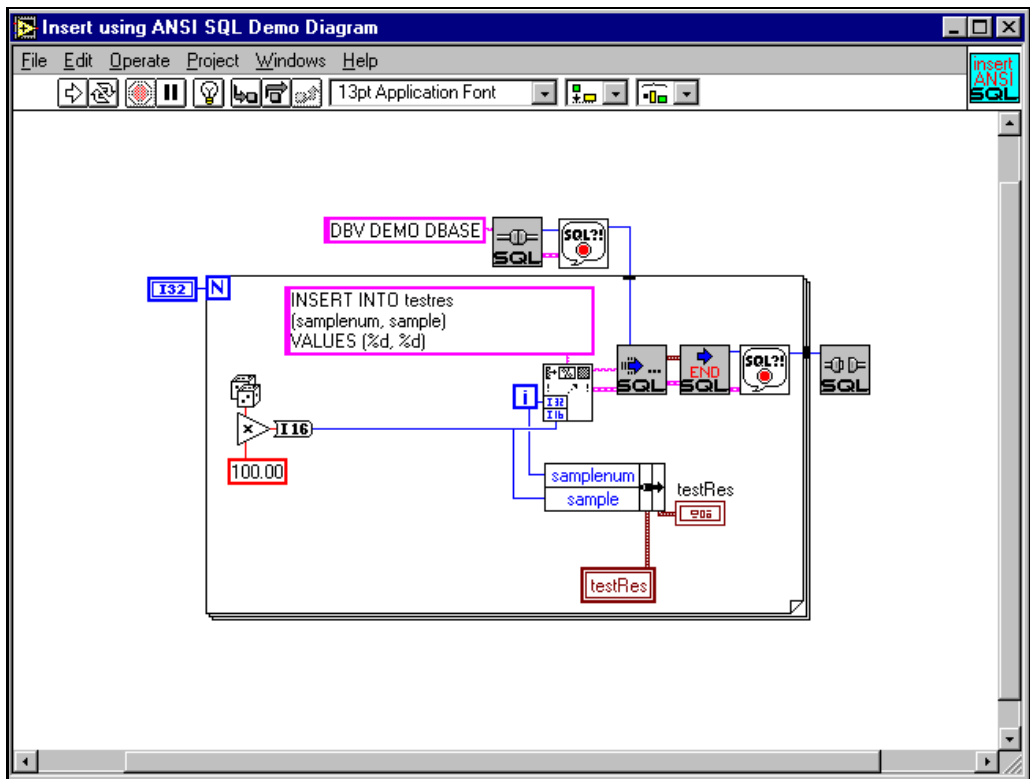 Insert using ANSI SQL Demo Diagram
File Edit Operate Project Windows Help
insert
ANSI
SQL
13pt Application Font
DBV DEMO DBASE
SQL
SQL?!
I32
N
INSERT INTO testres
(samplenum, sample)
VALUES (%d, %d)
...
SQL
END
SQL
SQL?!
SQL
%
i
I32
I16
x
I16
100.00
samplenum
sample
testRes
testRes